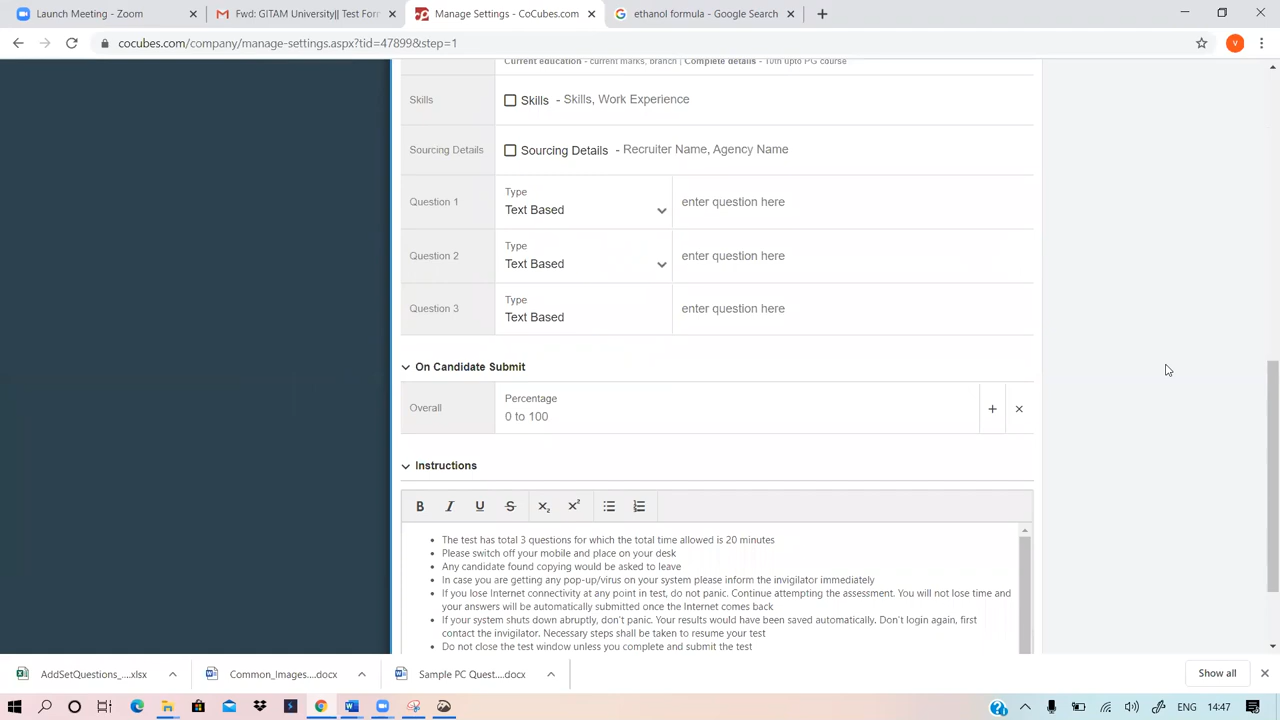 Launch Meeting - Zoom
Fwd: GITAM University|| Test For
Manage Settings - CoCubes.com
ethanol formula - Google Search
cocubes.com/company/manage-settings.aspx?tid=47899&step=1
V
Current education - current marks, branch | Complete details - 10th upto PG course
Skills
Skills - Skills, Work Experience
Sourcing Details
Sourcing Details - Recruiter Name, Agency Name
Question 1
Type
Text Based
enter question here
Question 2
Type
Text Based
enter question here
Question 3
Type
Text Based
enter question here
On Candidate Submit
Overall
Percentage
0 to 100
Instructions
B I U S X₂ X²
The test has total 3 questions for which the total time allowed is 20 minutes
Please switch off your mobile and place on your desk
Any candidate found copying would be asked to leave
In case you are getting any pop-up/virus on your system please inform the invigilator immediately
If you lose Internet connectivity at any point in test, do not panic. Continue attempting the assessment. You will not lose time and
your answers will be automatically submitted once the Internet comes back
If your system shuts down abruptly, don't panic. Your results would have been saved automatically. Don't login again, first
contact the invigilator. Necessary steps shall be taken to resume your test
Do not close the test window unless you complete and submit the test
AddSetQuestions_....xlsx
Common_Images....docx
Sample PC Quest....docx
Show all
ENG
14:47